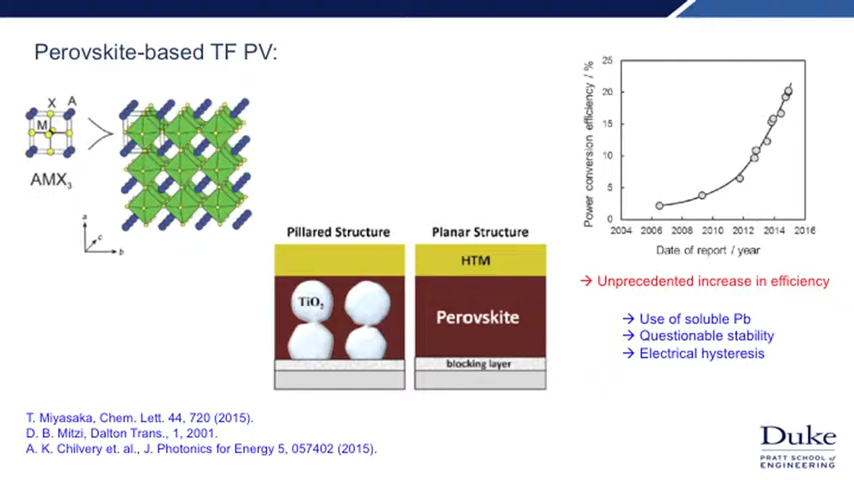 Perovskite-based TF PV:
X A
M
AMX₃
a
c
b
Pillared Structure
TiO₂
Planar Structure
HTM
Perovskite
blocking layer
Power conversion efficiency / %
25
20
15
10
5
0
2004 2006 2008 2010 2012 2014 2016
Date of report / year
→ Unprecedented increase in efficiency
→ Use of soluble Pb
→ Questionable stability
→ Electrical hysteresis
T. Miyasaka, Chem. Lett. 44, 720 (2015).
D. B. Mitzi, Dalton Trans., 1, 2001.
A. K. Chilvery et. al., J. Photonics for Energy 5, 057402 (2015).
Duke
PRATT SCHOOL of
ENGINEERING